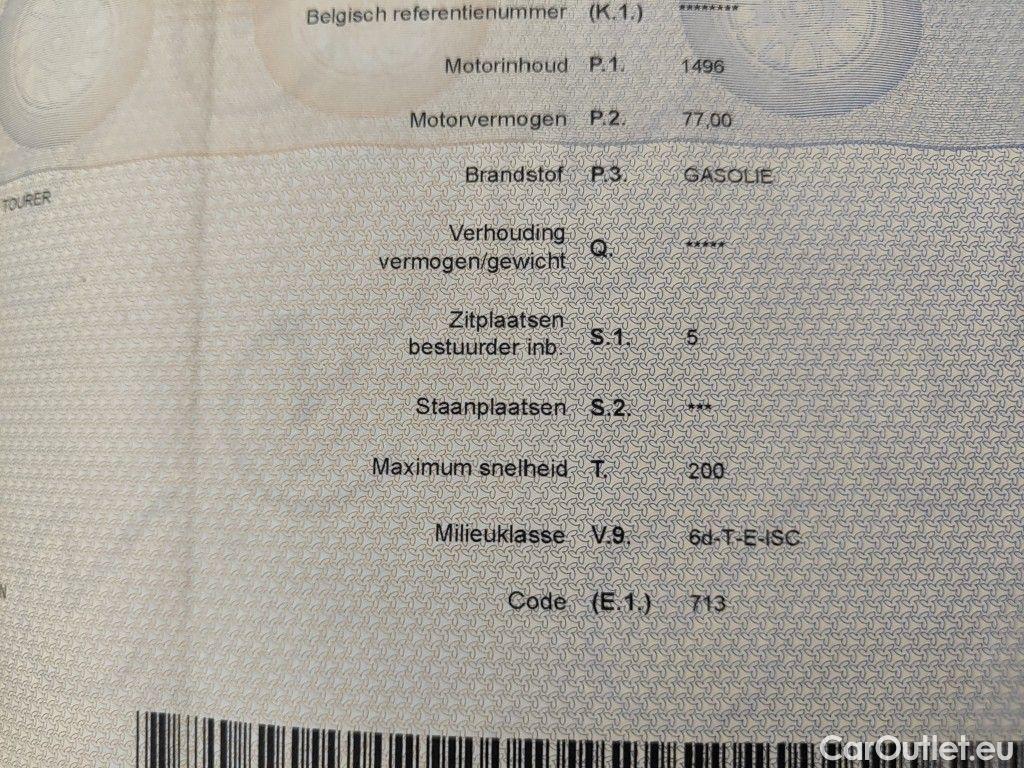 Belgisch referentienummer (K.1.) ********
Motorinhoud P.1. 1496
Motorvermogen P.2. 77,00
Brandstof P.3. GASOLIE
TOURER
Verhouding
vermogen/gewicht Q. *****
Zitplaatsen
bestuurder inb. S.1. 5
Staanplaatsen S.2. ***
Maximum snelheid T. 200
Milieuklasse V.9. 6d-T-E-ISC
N
Code (E.1.) 713
CarOutlet.eu